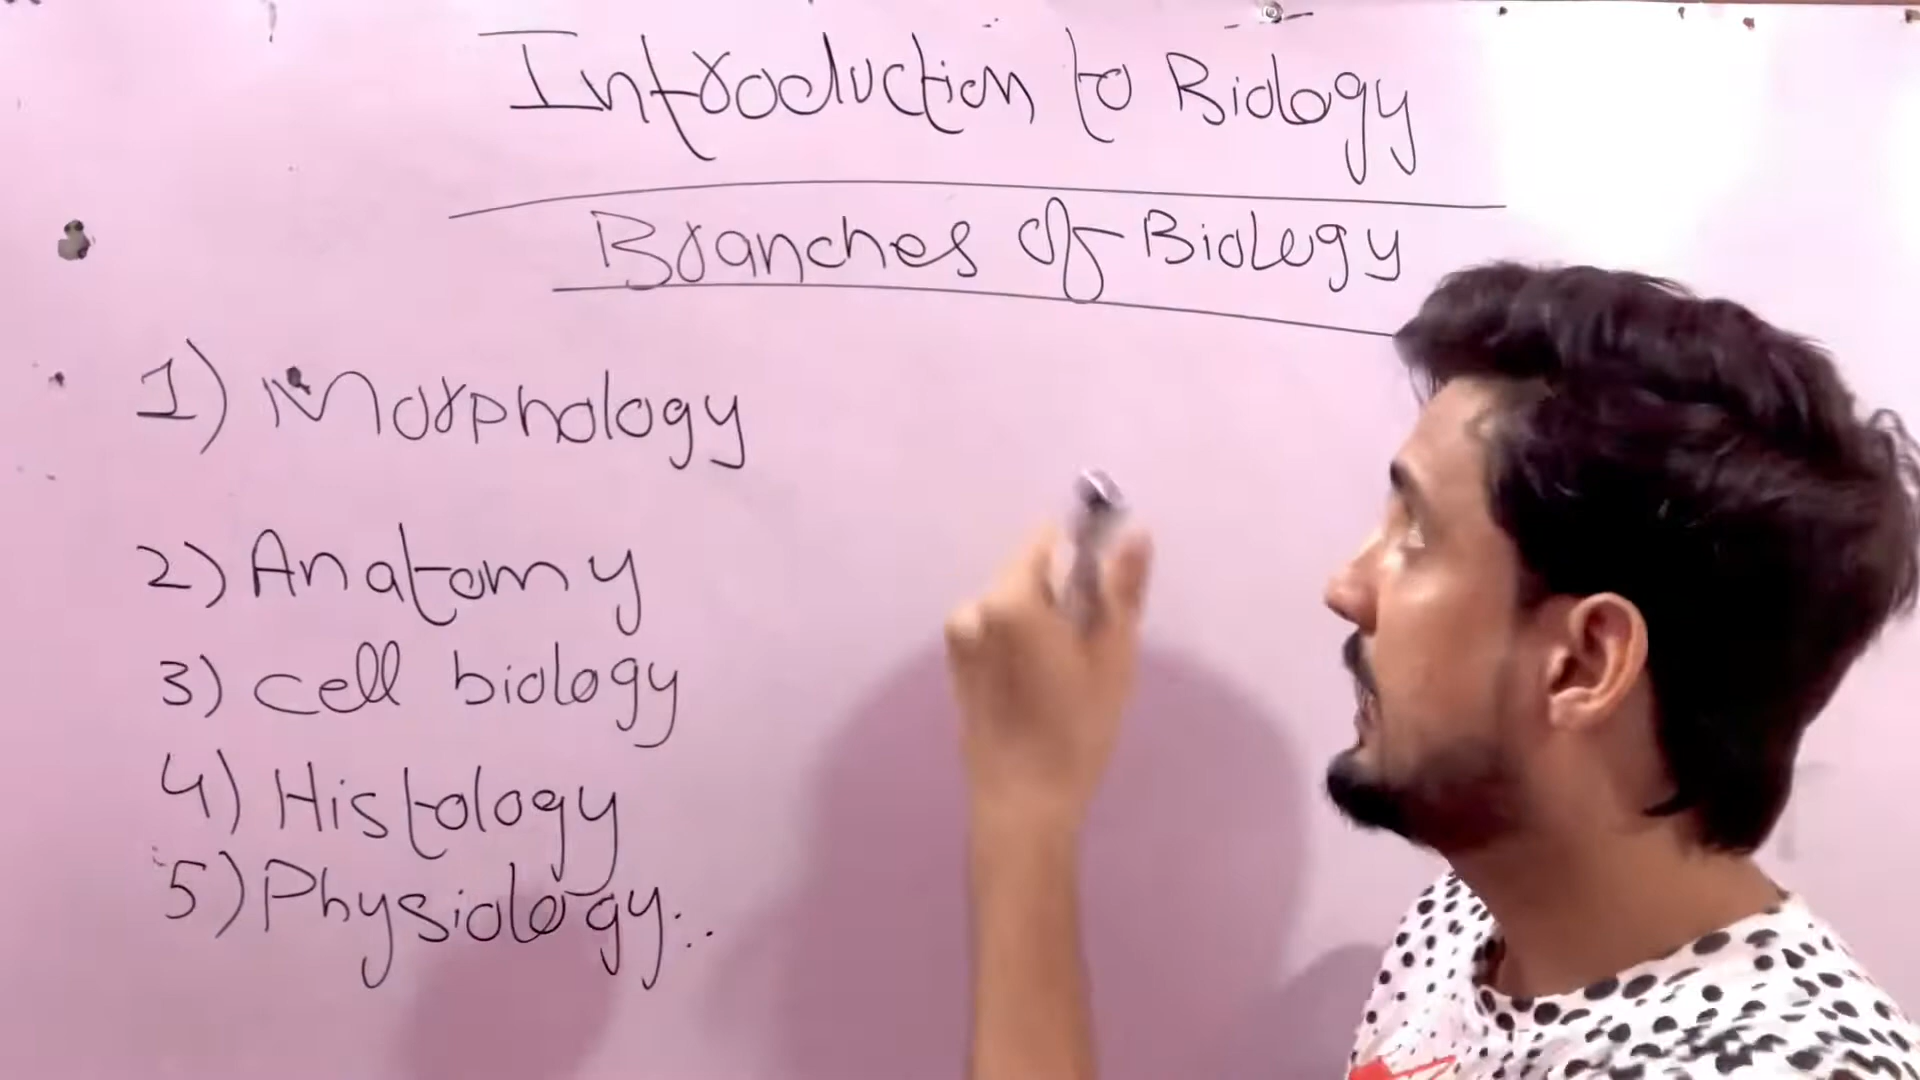 Introduction to Biology
Branches of Biology
1) Morphology
2) Anatomy
3) cell biology
4) Histology
5) Physiology...